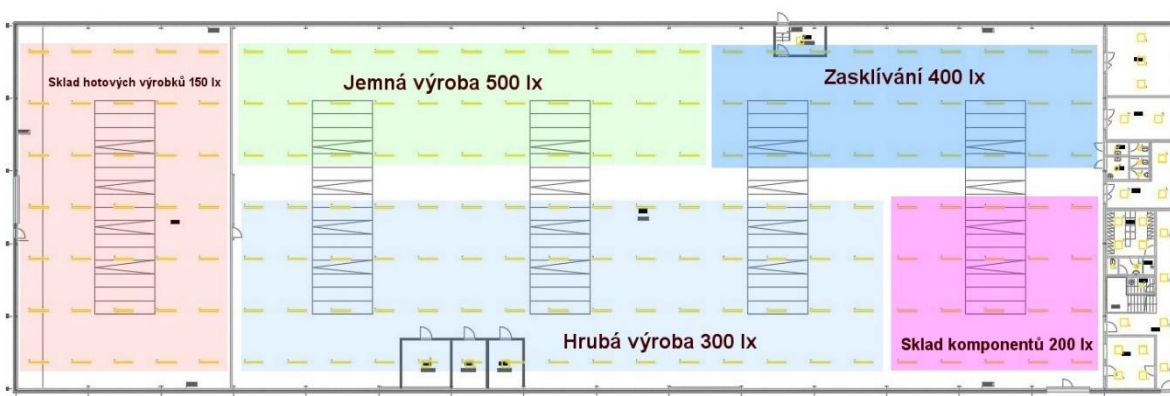 Sklad hotových výrobků 150 lx
Jemná výroba 500 lx
Zasklívání 400 lx
Hrubá výroba 300 lx
Sklad komponentů 200 lx